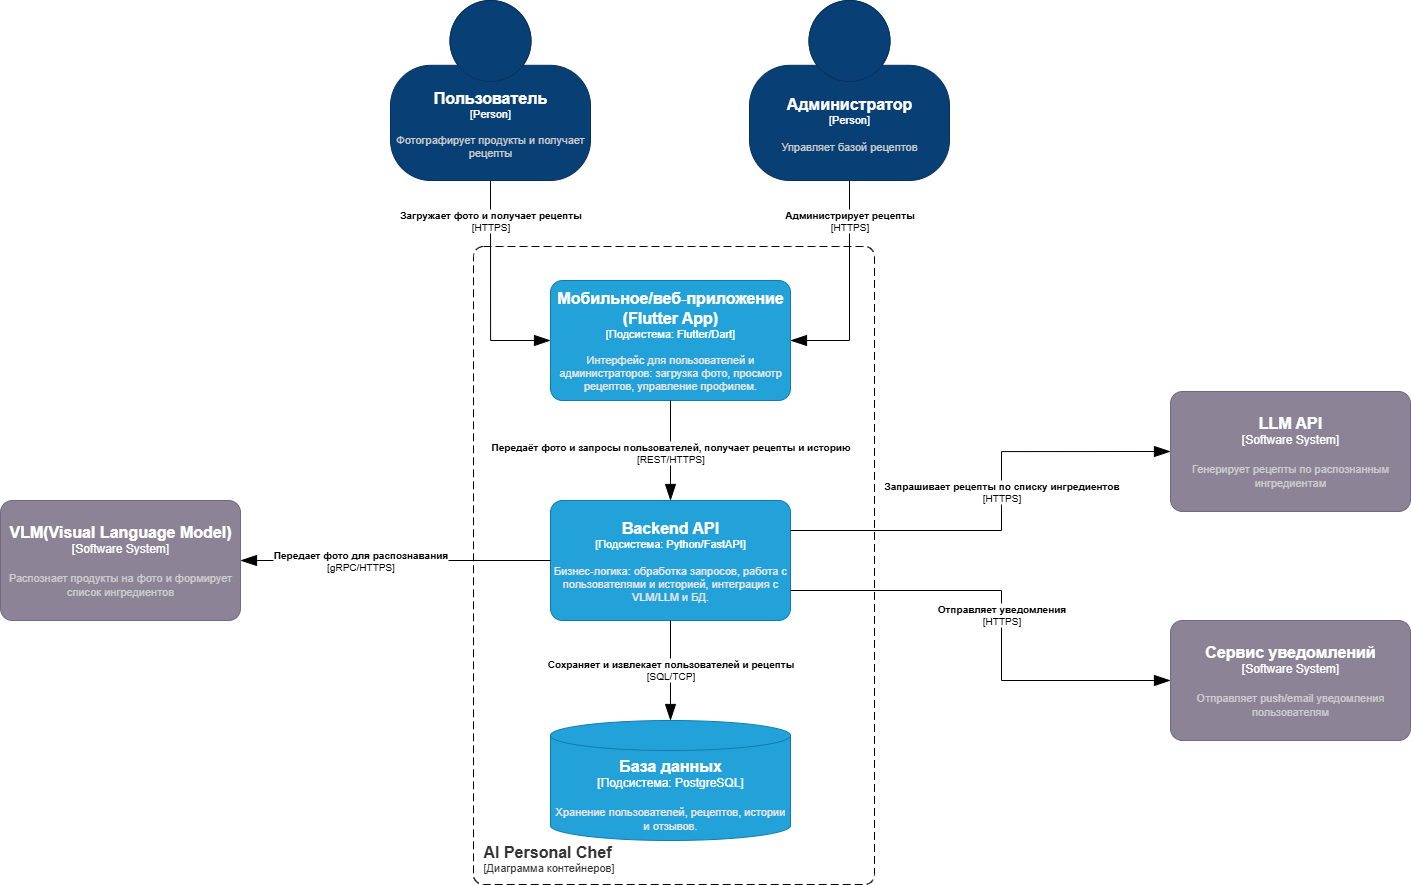 Пользователь
[Person]
Фотографирует продукты и получает
рецепты
Администратор
[Person]
Управляет базой рецептов
Загружает фото и получает рецепты
[HTTPS]
Администрирует рецепты
[HTTPS]
Мобильное/веб-приложение
(Flutter App)
[Подсистема: Flutter/Dart]
Интерфейс для пользователей и
администраторов: загрузка фото, просмотр
рецептов, управление профилем.
Передаёт фото и запросы пользователей, получает рецепты и историю
[REST/HTTPS]
LLM API
[Software System]
Генерирует рецепты по распознанным
ингредиентам
Запрашивает рецепты по списку ингредиентов
[HTTPS]
VLM(Visual Language Model)
[Software System]
Распознает продукты на фото и формирует
список ингредиентов
Передает фото для распознавания
[gRPC/HTTPS]
Backend API
[Подсистема: Python/FastAPI]
Бизнес-логика: обработка запросов, работа с
пользователями и историей, интеграция с
VLM/LLM и БД.
Отправляет уведомления
[HTTPS]
Сервис уведомлений
[Software System]
Отправляет push/email уведомления
пользователям
Сохраняет и извлекает пользователей и рецепты
[SQL/TCP]
База данных
[Подсистема: PostgreSQL]
Хранение пользователей, рецептов, истории
и отзывов.
AI Personal Chef
[Диаграмма контейнеров]